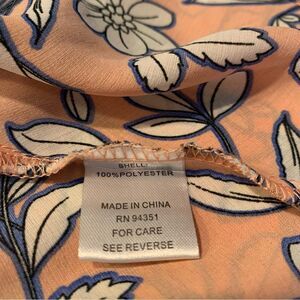 SHELL:
100%POLYESTER
MADE IN CHINA
RN 94351
FOR CARE
SEE REVERSE